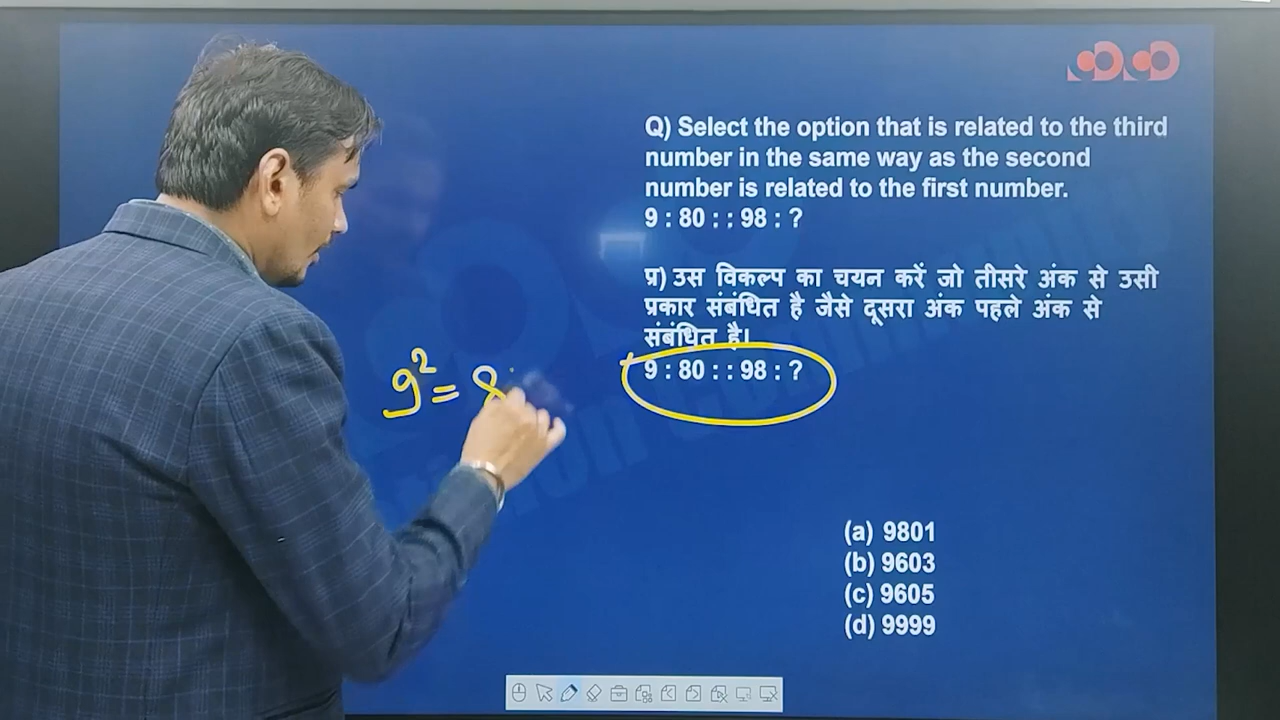 Q) Select the option that is related to the third
number in the same way as the second
number is related to the first number.
9 : 80 : : 98 : ?
प्र) उस विकल्प का चयन करें जो तीसरे अंक से उसी
प्रकार संबंधित है जैसे दूसरा अंक पहले अंक से
संबंधित है।
9 : 80 : : 98 : ?
9² = 8
(a) 9801
(b) 9603
(c) 9605
(d) 9999